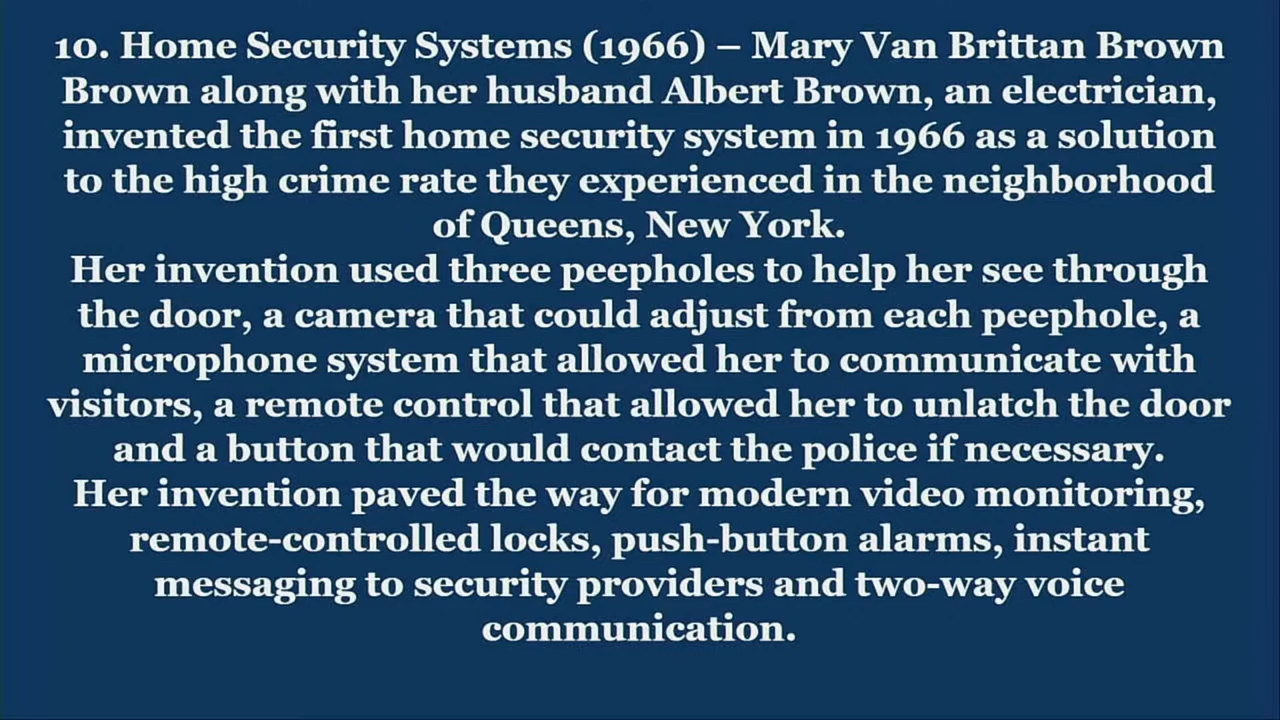 10. Home Security Systems (1966) – Mary Van Brittan Brown
Brown along with her husband Albert Brown, an electrician,
invented the first home security system in 1966 as a solution
to the high crime rate they experienced in the neighborhood
of Queens, New York.
Her invention used three peepholes to help her see through
the door, a camera that could adjust from each peephole, a
microphone system that allowed her to communicate with
visitors, a remote control that allowed her to unlatch the door
and a button that would contact the police if necessary.
Her invention paved the way for modern video monitoring,
remote-controlled locks, push-button alarms, instant
messaging to security providers and two-way voice
communication.